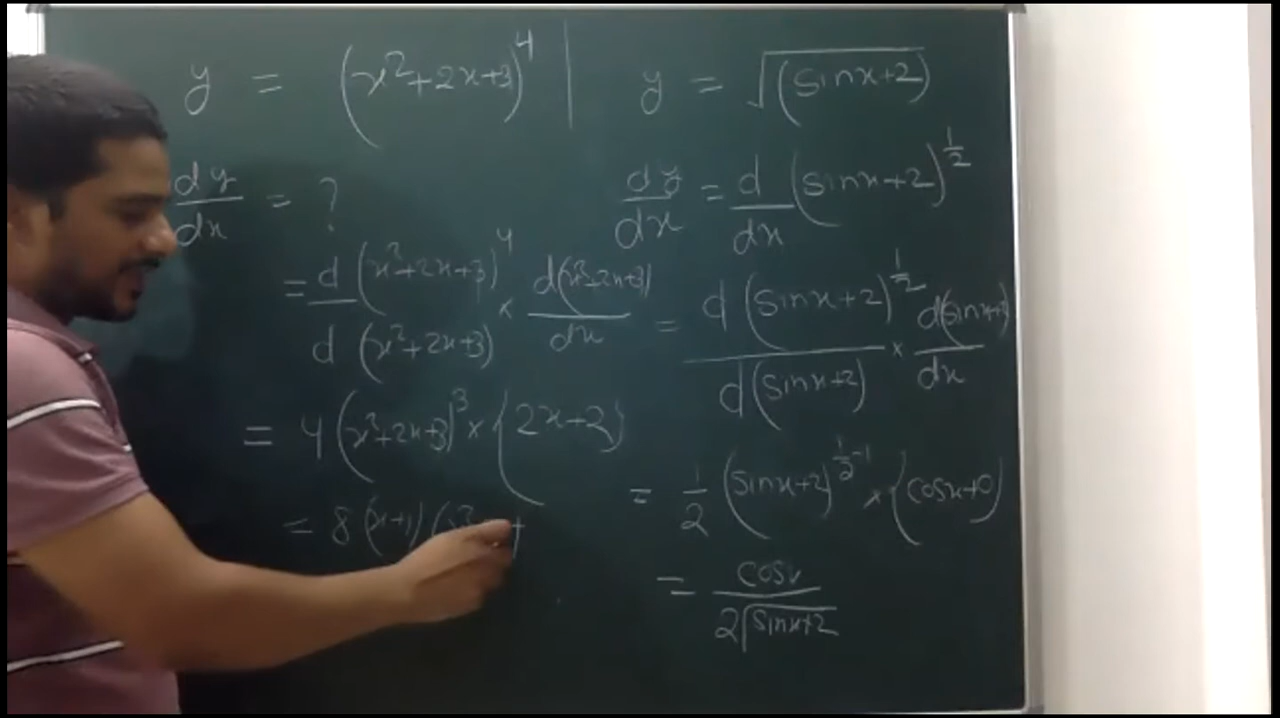 y = (x²+2x+3)⁴
dy/dx = ?
= d(x²+2x+3)⁴/d(x²+2x+3) × d(x²+2x+3)/dx
= 4(x²+2x+3)³ × (2x+2)
= 8(x+1)(x²
y = √(sinx+2)
dy/dx = d/dx (sinx+2)^½
= d(sinx+2)^½/d(sinx+2) × d(sinx+2)/dx
= 1/2 (sinx+2)^(½-1) × (cosx+0)
= cosx/2√sinx+2